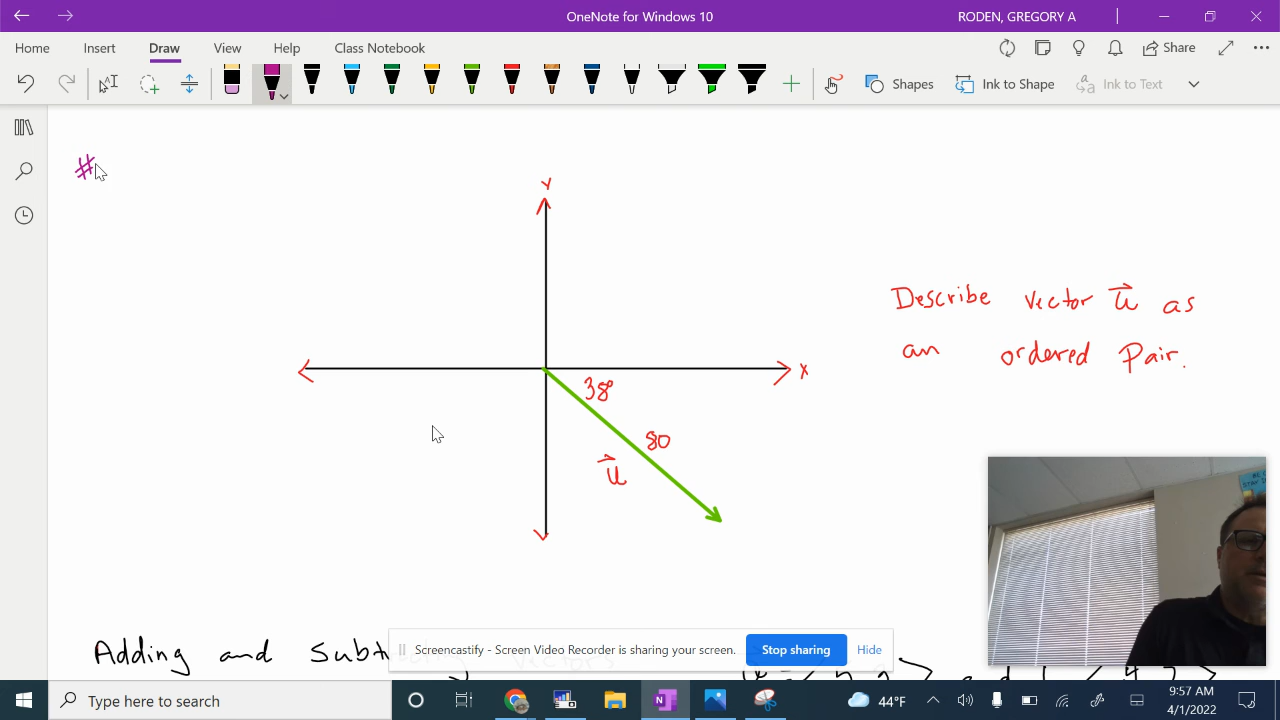 OneNote for Windows 10
RODEN, GREGORY A
Home Insert Draw View Help Class Notebook
Share
Shapes Ink to Shape Ink to Text
#
Y
X
38°
80
u
Describe vector u as
an ordered Pair.
Adding and
Screencastify - Screen Video Recorder is sharing your screen. Stop sharing Hide
Type here to search
44°F
9:57 AM
4/1/2022